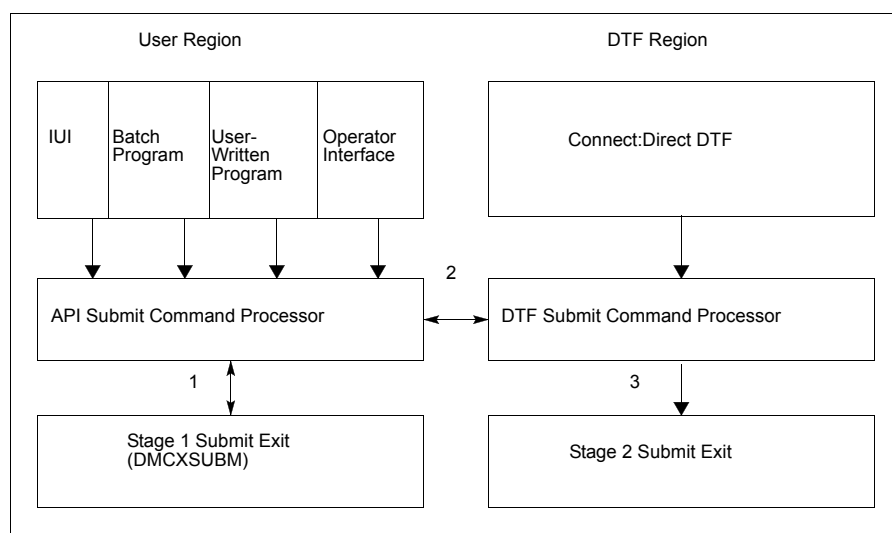 User Region
DTF Region
IUI
Batch
Program
User-
Written
Program
Operator
Interface
Connect:Direct DTF
2
API Submit Command Processor
DTF Submit Command Processor
1
3
Stage 1 Submit Exit
(DMCXSUBM)
Stage 2 Submit Exit